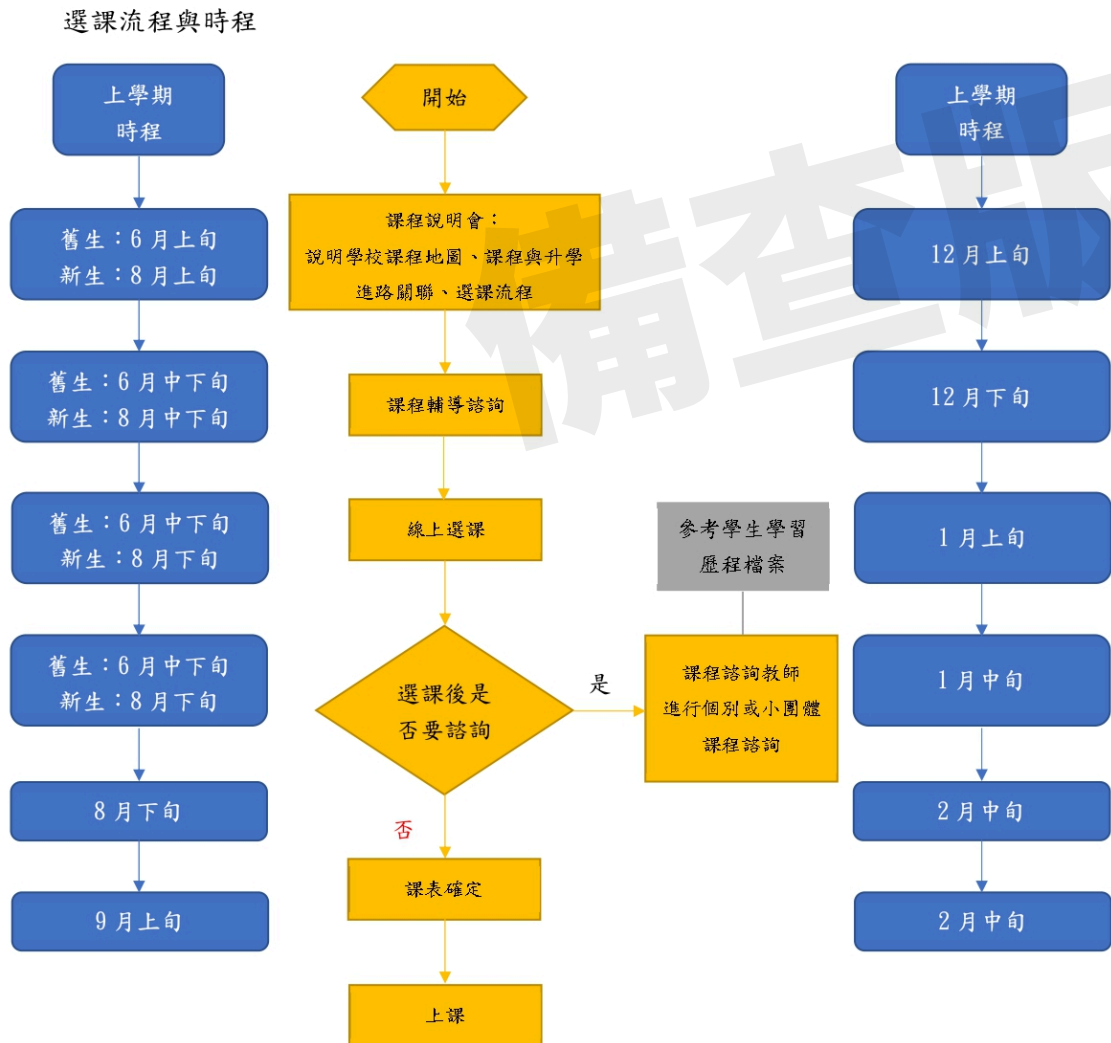 選課流程與時程
上學期
時程
舊生：6 月上旬
新生：8 月上旬
舊生：6 月中下旬
新生：8 月中下旬
舊生：6 月中下旬
新生：8 月下旬
舊生：6 月中下旬
新生：8 月下旬
8 月下旬
9 月上旬
開始
課程說明會：
說明學校課程地圖、課程與升學
進路關聯、選課流程
課程輔導諮詢
線上選課
選課後是
否要諮詢
是
否
參考學生學習
歷程檔案
課程諮詢教師
進行個別或小團體
課程諮詢
課表確定
上課
上學期
時程
12 月上旬
12 月下旬
1 月上旬
1 月中旬
2 月中旬
2 月中旬
備查版